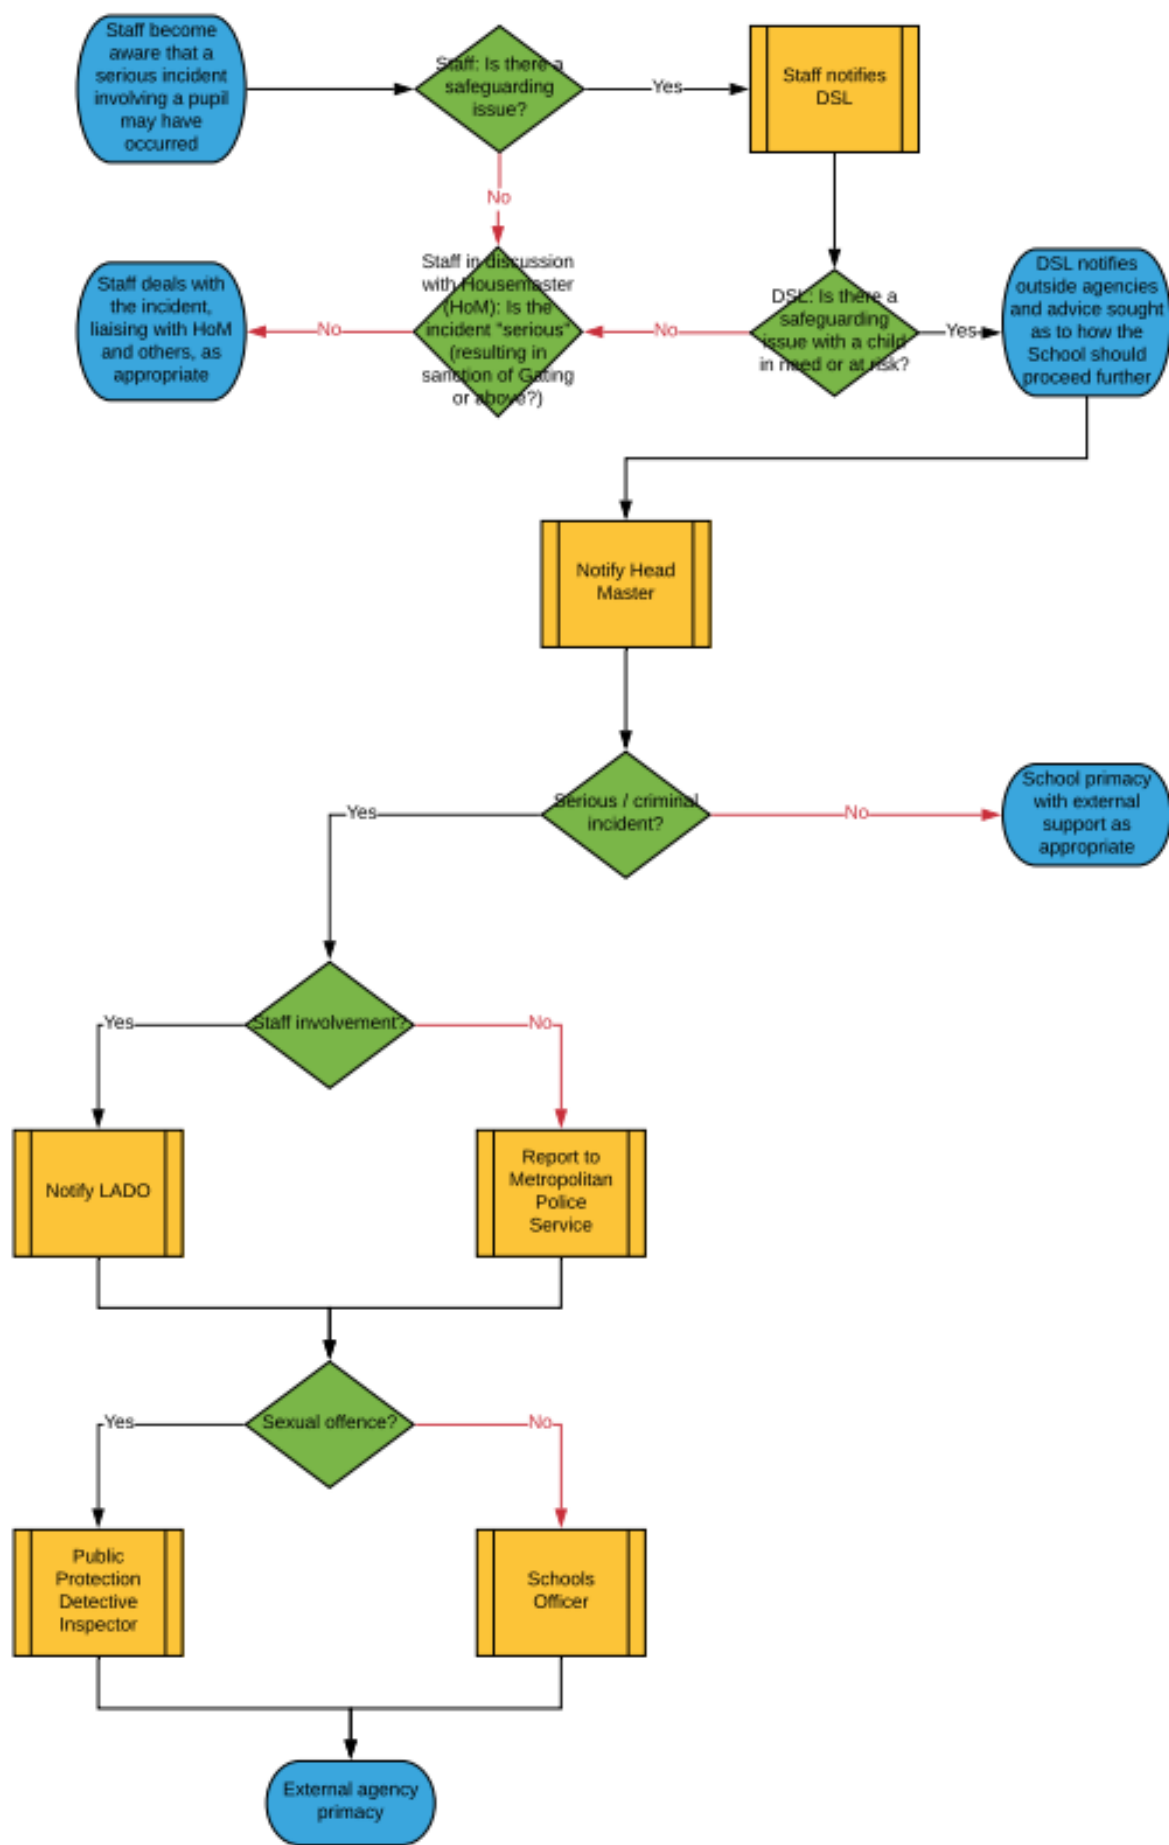 Staff become
aware that a
serious incident
involving a pupil
may have
occurred
Staff: Is there a
safeguarding
issue?
Yes
Staff notifies
DSL
No
Staff deals with
the incident,
liaising with HoM
and others, as
appropriate
No
Staff in discussion
with Housemaster
(HoM): Is the
incident "serious"
(resulting in
sanction of Gating
or above?)
No
DSL: Is there a
safeguarding
issue with a child
in need or at risk?
Yes
DSL notifies
outside agencies
and advice sought
as to how the
School should
proceed further
Notify Head
Master
Yes
Serious / criminal
incident?
No
School primacy
with external
support as
appropriate
Yes
Staff involvement?
No
Notify LADO
Report to
Metropolitan
Police
Service
Yes
Sexual offence?
No
Public
Protection
Detective
Inspector
Schools
Officer
External agency
primacy